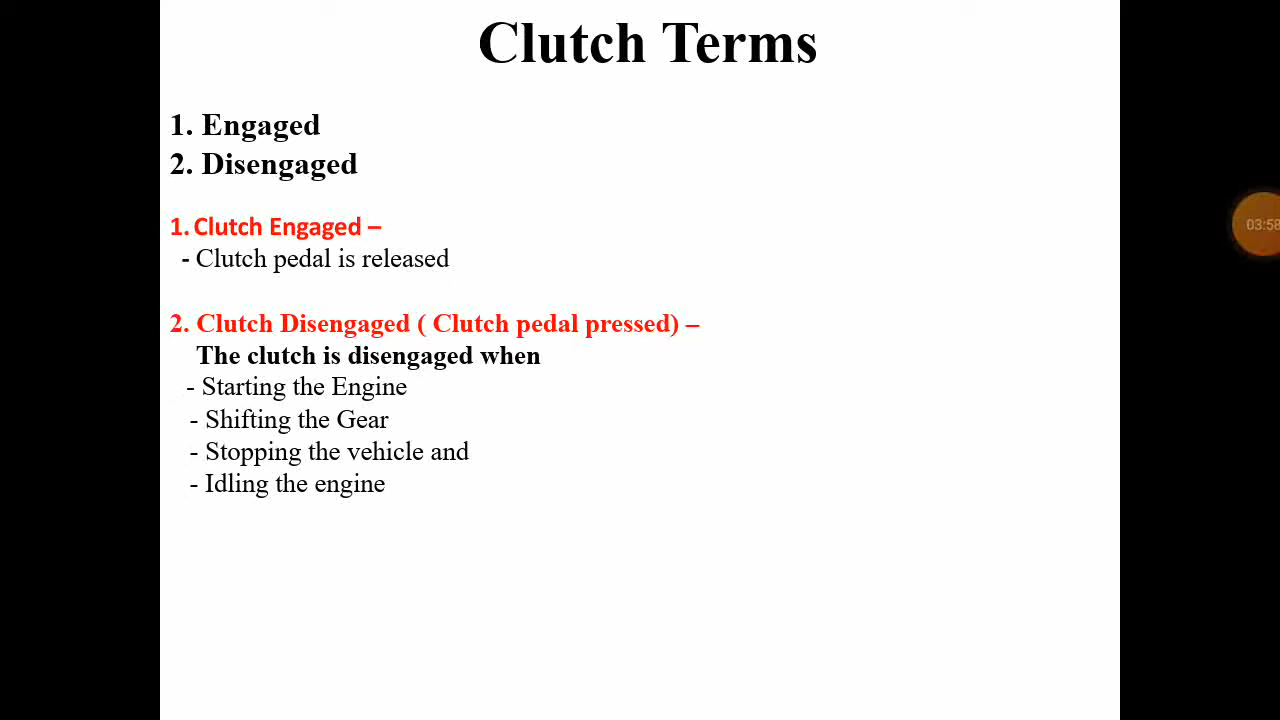 Clutch Terms
1. Engaged
2. Disengaged
1. Clutch Engaged –
- Clutch pedal is released
2. Clutch Disengaged ( Clutch pedal pressed) –
The clutch is disengaged when
- Starting the Engine
- Shifting the Gear
- Stopping the vehicle and
- Idling the engine
03:58